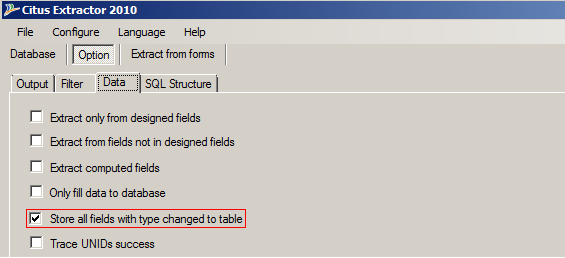 Citus Extractor 2010
File Configure Language Help
Database Option Extract from forms
Output Filter Data SQL Structure
Extract only from designed fields
Extract from fields not in designed fields
Extract computed fields
Only fill data to database
Store all fields with type changed to table
Trace UNIDs success